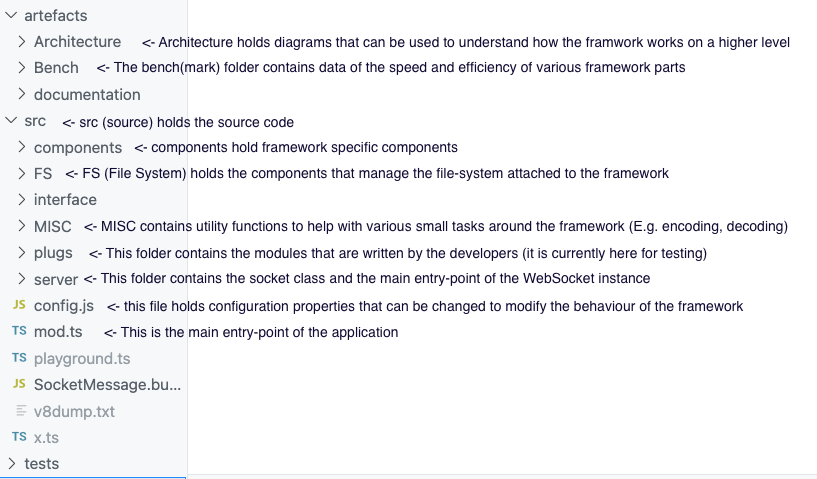 artefacts
Architecture <- Architecture holds diagrams that can be used to understand how the framwork works on a higher level
Bench <- The bench(mark) folder contains data of the speed and efficiency of various framework parts
documentation
src <- src (source) holds the source code
components <- components hold framework specific components
FS <- FS (File System) holds the components that manage the file-system attached to the framework
interface
MISC <- MISC contains utility functions to help with various small tasks around the framework (E.g. encoding, decoding)
plugs <- This folder contains the modules that are written by the developers (it is currently here for testing)
server <- This folder contains the socket class and the main entry-point of the WebSocket instance
JS config.js <- this file holds configuration properties that can be changed to modify the behaviour of the framework
TS mod.ts <- This is the main entry-point of the application
TS playground.ts
JS SocketMessage.bu...
v8dump.txt
TS x.ts
tests